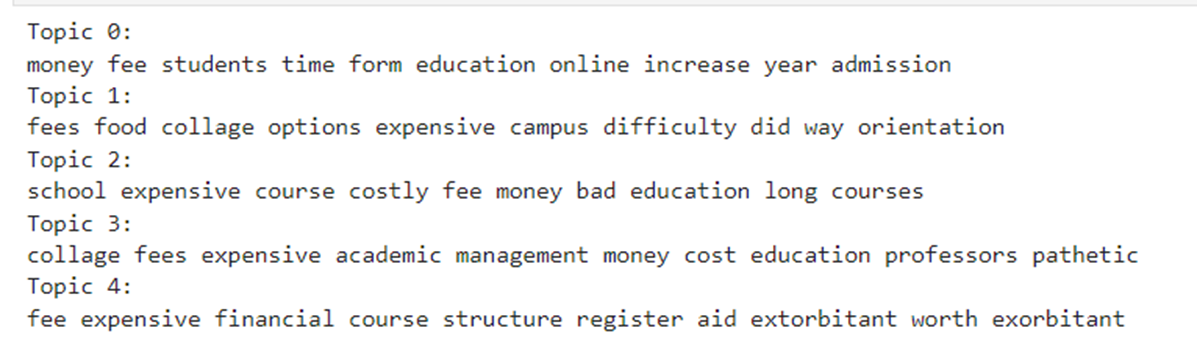 Topic 0:
money fee students time form education online increase year admission
Topic 1:
fees food collage options expensive campus difficulty did way orientation
Topic 2:
school expensive course costly fee money bad education long courses
Topic 3:
collage fees expensive academic management money cost education professors pathetic
Topic 4:
fee expensive financial course structure register aid extorbitant worth exorbitant